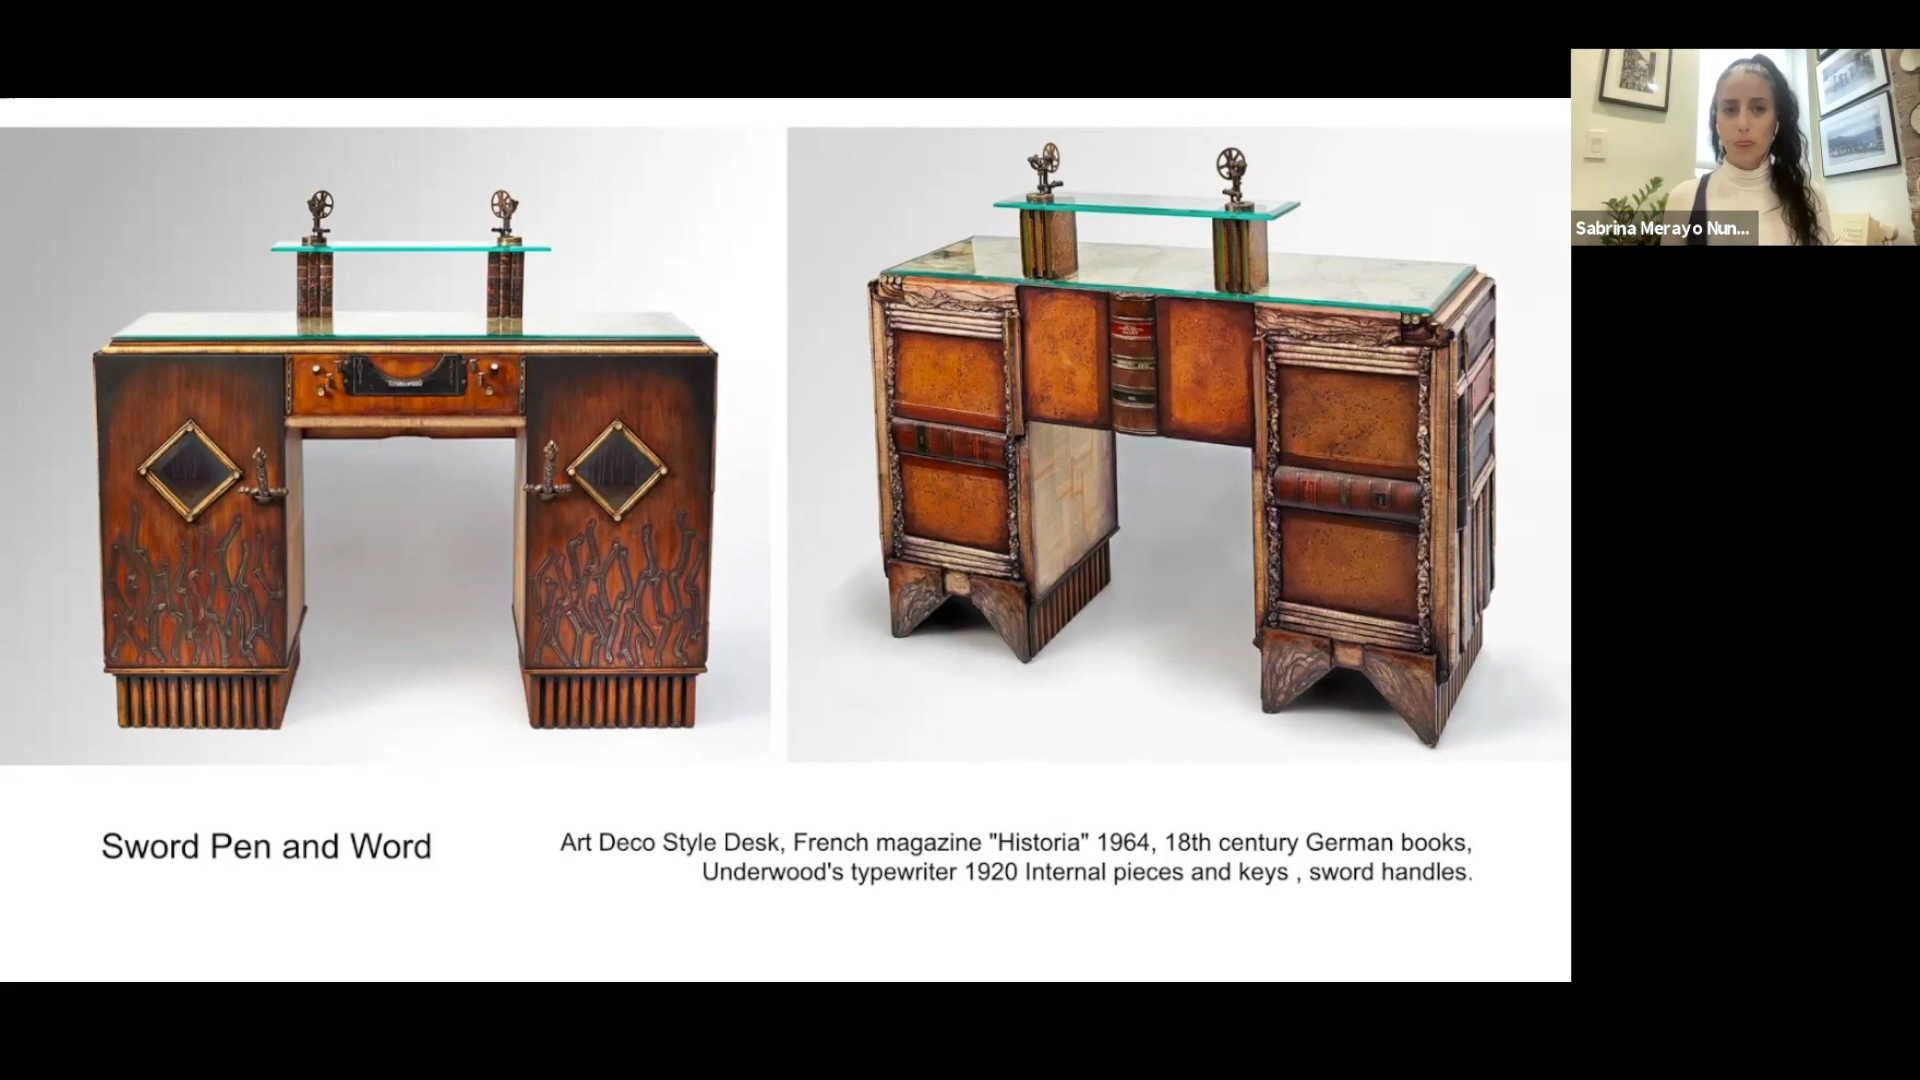 Sabrina Merayo Nun...
Sword Pen and Word
Art Deco Style Desk, French magazine "Historia" 1964, 18th century German books,
Underwood's typewriter 1920 Internal pieces and keys , sword handles.